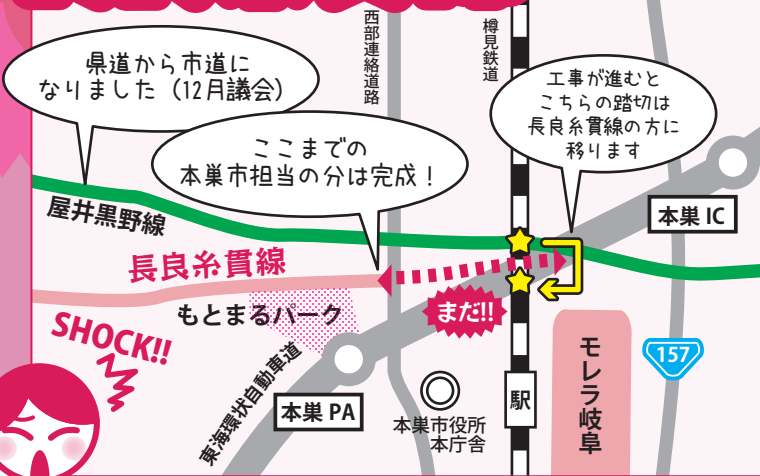 西部連絡道路
樽見鉄道
県道から市道に
なりました（12月議会）
工事が進むと
こちらの踏切は
長良糸貫線の方に
移ります
ここまでの
本巣市担当の分は完成！
屋井黒野線
本巣 IC
長良糸貫線
もとまるパーク
まだ!!
SHOCK!!
157
モレラ岐阜
東海環状自動車道
本巣 PA
駅
本巣市役所
本庁舎